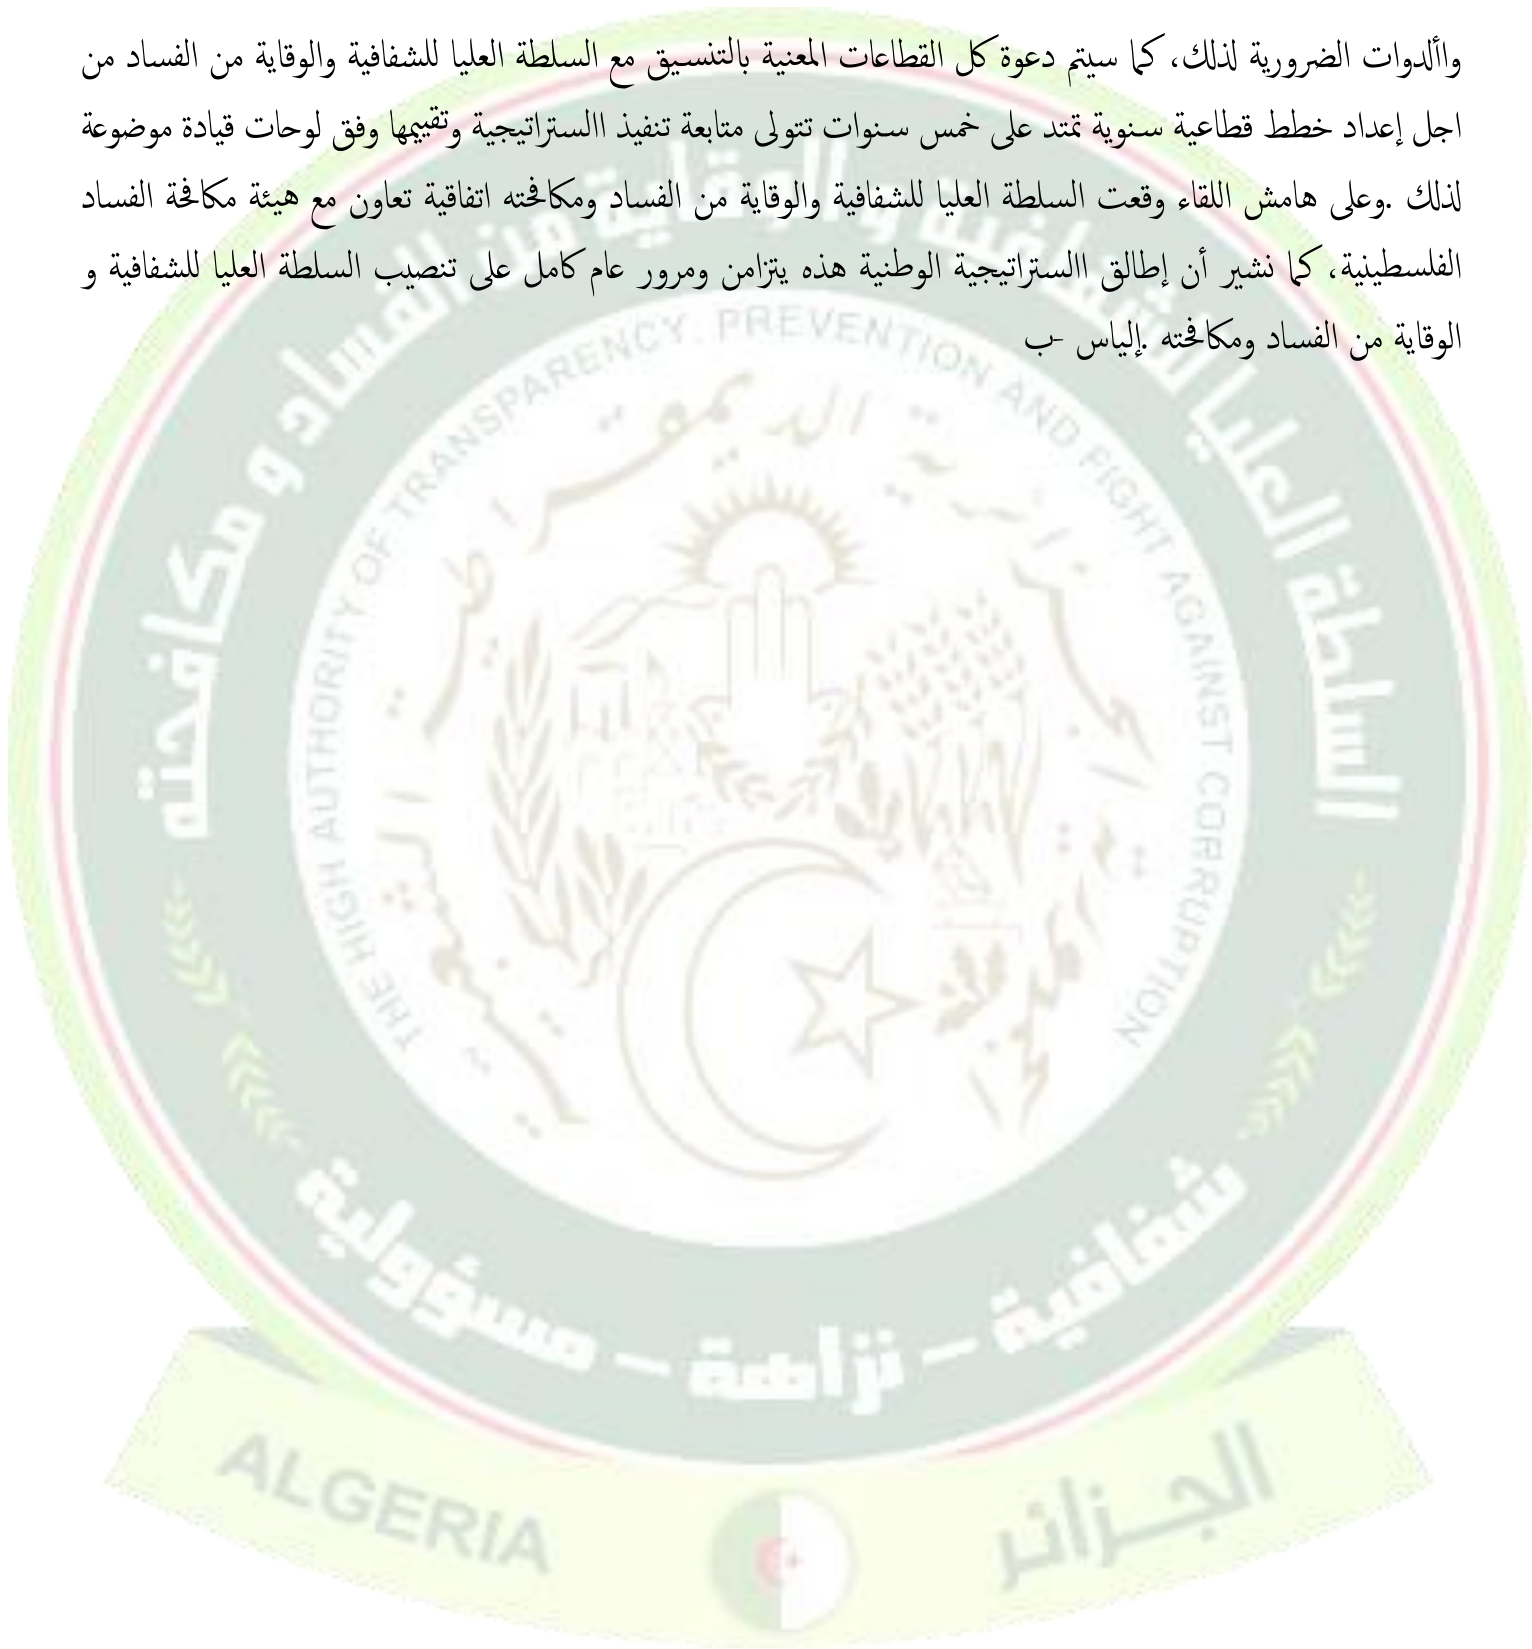 واألدوات الضرورية لذلك، كما سيتم دعوة كل القطاعات المعنية بالتنسيق مع السلطة العليا للشفافية والوقاية من الفساد من
اجل إعداد خطط قطاعية سنوية تمتد على خمس سنوات تتولى متابعة تنفيذ االستراتيجية وتقييمها وفق لوحات قيادة موضوعة
لذلك .وعلى هامش اللقاء وقعت السلطة العليا للشفافية والوقاية من الفساد ومكافحته اتفاقية تعاون مع هيئة مكافحة الفساد
الفلسطينية، كما نشير أن إطالق االستراتيجية الوطنية هذه يتزامن ومرور عام كامل على تنصيب السلطة العليا للشفافية و
الوقاية من الفساد ومكافحته .إلياس -ب
السلطة العليا للشفافية والوقاية من الفساد و مكافحته
THE HIGH AUTHORITY OF TRANSPARENCY, PREVENTION AND FIGHT AGAINST CORRUPTION
الجمهورية الجزائرية الديمقراطية الشعبية
شفافية – نزاهة – مسؤولية
ALGERIA
الجـزائر